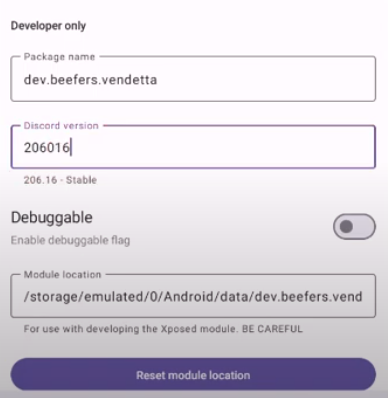 Developer only
Package name
dev.beefers.vendetta
Discord version
206016
206.16 - Stable
Debuggable
Enable debuggable flag
Module location
/storage/emulated/0/Android/data/dev.beefers.vend
For use with developing the Xposed module. BE CAREFUL
Reset module location